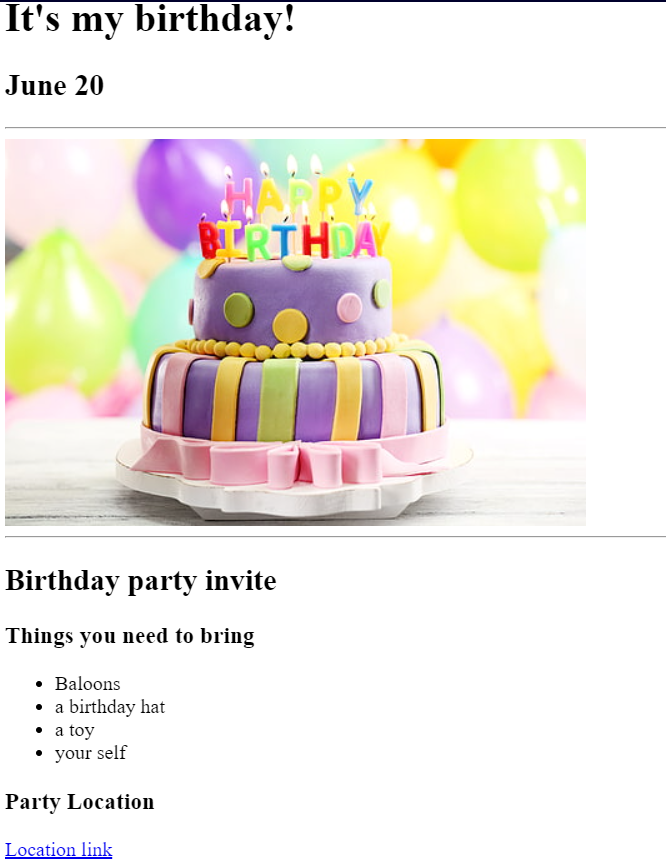 It's my birthday!
June 20
HAPPY
BIRTHDAY
Birthday party invite
Things you need to bring
Baloons
a birthday hat
a toy
your self
Party Location
Location link